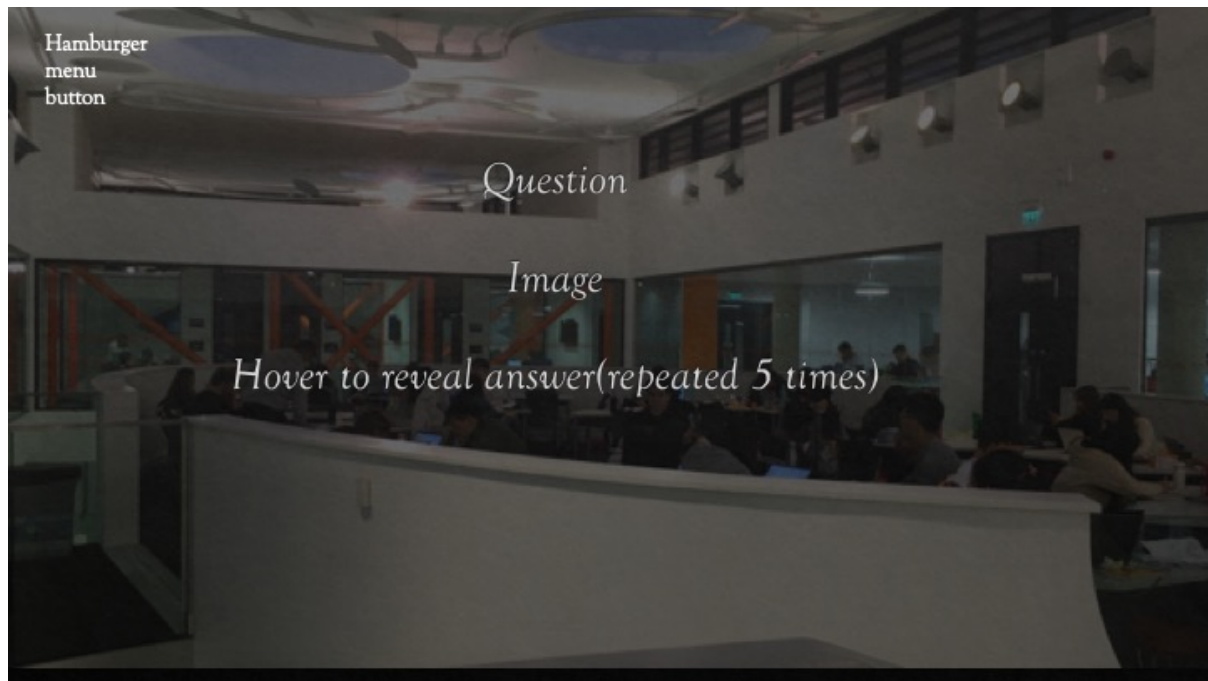 Hamburger
menu
button
Question
Image
Hover to reveal answer(repeated 5 times)